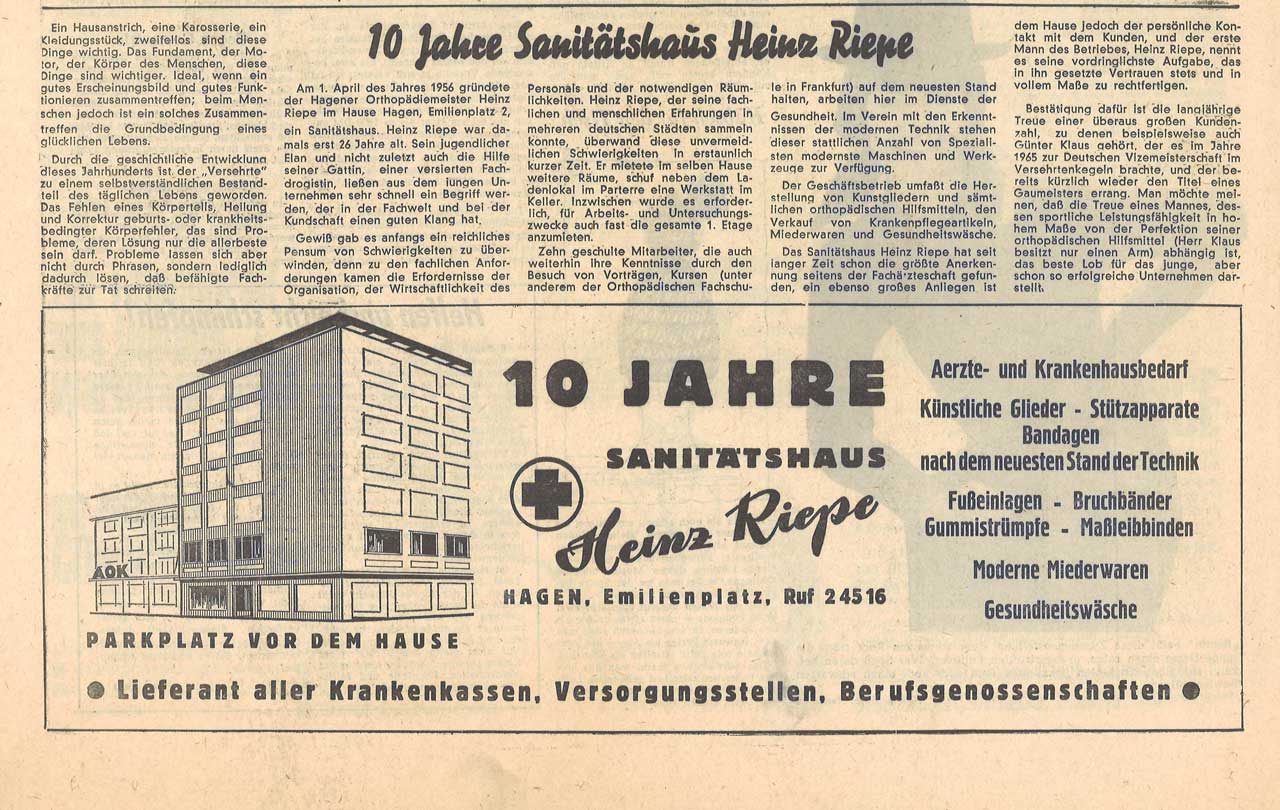 10 Jahre Sanitätshaus Heinz Riepe
Ein Hausanstrich, eine Karosserie, ein
Kleidungsstück, zweifellos sind diese
Dinge wichtig. Das Fundament, der Mo-
tor, der Körper des Menschen, diese
Dinge sind wichtiger. Ideal, wenn ein
gutes Erscheinungsbild und gutes Funk-
tionieren zusammentreffen; beim Men-
schen jedoch ist ein solches Zusammen-
treffen die Grundbedingung eines
glücklichen Lebens.
Durch die geschichtliche Entwicklung
dieses Jahrhunderts ist der „Versehrte"
zu einem selbstverständlichen Bestand-
teil des täglichen Lebens geworden.
Das Fehlen eines Körperteils, Heilung
und Korrektur geburts- oder krankheits-
bedingter Körperfehler, das sind Pro-
bleme, deren Lösung nur die allerbeste
sein darf. Probleme lassen sich aber
nicht durch Phrasen, sondern lediglich
dadurch lösen, daß befähigte Fach-
kräfte zur Tat schreiten.
Am 1. April des Jahres 1956 gründete
der Hagener Orthopädiemeister Heinz
Riepe im Hause Hagen, Emilienplatz 2,
ein Sanitätshaus. Heinz Riepe war da-
mals erst 26 Jahre alt. Sein jugendlicher
Elan und nicht zuletzt auch die Hilfe
seiner Gattin, einer versierten Fach-
drogistin, ließen aus dem jungen Un-
ternehmen sehr schnell ein Begriff wer-
den, der in der Fachwelt und bei der
Kundschaft einen guten Klang hat.
Gewiß gab es anfangs ein reichliches
Pensum von Schwierigkeiten zu über-
winden, denn zu den fachlichen Anfor-
derungen kamen die Erfordernisse der
Organisation, der Wirtschaftlichkeit des
Personals und der notwendigen Räum-
lichkeiten. Heinz Riepe, der seine fach-
lichen und menschlichen Erfahrungen in
mehreren deutschen Städten sammeln
konnte, überwand diese unvermeid-
lichen Schwierigkeiten in erstaunlich
kurzer Zeit. Er mietete im selben Hause
weitere Räume, schuf neben dem La-
denlokal im Parterre eine Werkstatt im
Keller. Inzwischen wurde es erforder-
lich, für Arbeits- und Untersuchungs-
zwecke auch fast die gesamte 1. Etage
anzumieten.
Zehn geschulte Mitarbeiter, die auch
weiterhin ihre Kenntnisse durch den
Besuch von Vorträgen, Kursen (unter
anderem der Orthopädischen Fachschu-
le in Frankfurt) auf dem neuesten Stand
halten, arbeiten hier im Dienste der
Gesundheit. Im Verein mit den Erkennt-
nissen der modernen Technik stehen
dieser stattlichen Anzahl von Speziali-
sten modernste Maschinen und Werk-
zeuge zur Verfügung.
Der Geschäftsbetrieb umfaßt die Her-
stellung von Kunstgliedern und sämt-
lichen orthopädischen Hilfsmitteln, den
Verkauf von Krankenpflegeartikeln,
Miederwaren und Gesundheitswäsche.
Das Sanitätshaus Heinz Riepe hat seit
langer Zeit schon die größte Anerken-
nung seitens der Fachärzteschaft gefun-
den, ein ebenso großes Anliegen ist
dem Hause jedoch der persönliche Kon-
takt mit dem Kunden, und der erste
Mann des Betriebes, Heinz Riepe, nennt
es seine vordringlichste Aufgabe, das
in ihn gesetzte Vertrauen stets und in
vollem Maße zu rechtfertigen.
Bestätigung dafür ist die langjährige
Treue einer überaus großen Kunden-
zahl, zu denen beispielsweise auch
Günter Klaus gehört, der es im Jahre
1965 zur Deutschen Vizemeisterschaft im
Versehrtenkegeln brachte, und der be-
reits kürzlich wieder den Titel eines
Gaumeisters errang. Man möchte mei-
nen, daß die Treue eines Mannes, des-
sen sportliche Leistungsfähigkeit in ho-
hem Maße von der Perfektion seiner
orthopädischen Hilfsmittel (Herr Klaus
besitzt nur einen Arm) abhängig ist,
das beste Lob für das junge, aber
schon so erfolgreiche Unternehmen dar-
stellt.
AOK
PARKPLATZ VOR DEM HAUSE
10 JAHRE
SANITÄTSHAUS
Heinz Riepe
HAGEN, Emilienplatz, Ruf 24516
Aerzte- und Krankenhausbedarf
Künstliche Glieder - Stützapparate
Bandagen
nach dem neuesten Stand der Technik
Fußeinlagen - Bruchbänder
Gummistrümpfe - Maßleibbinden
Moderne Miederwaren
Gesundheitswäsche
● Lieferant aller Krankenkassen, Versorgungsstellen, Berufsgenossenschaften ●